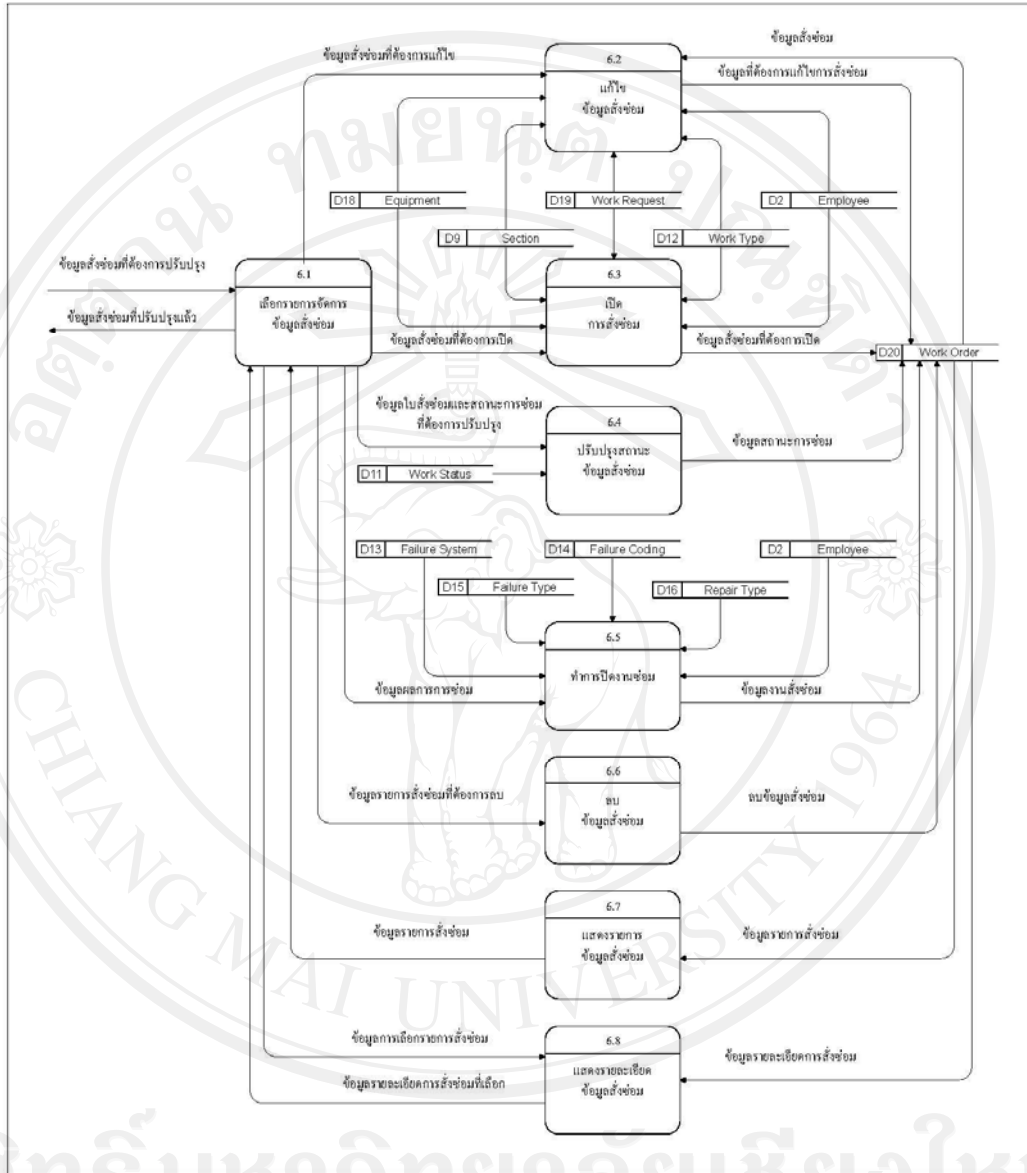 ข้อมูลสั่งซ่อม
ข้อมูลสั่งซ่อมที่ต้องการแก้ไข
6.2
แก้ไข
ข้อมูลสั่งซ่อม
ข้อมูลที่ต้องการแก้ไขการสั่งซ่อม
D18 Equipment
D19 Work Request
D2 Employee
D9 Section
D12 Work Type
ข้อมูลสั่งซ่อมที่ต้องการปรับปรุง
6.1
เลือกรายการจัดการ
ข้อมูลสั่งซ่อม
ข้อมูลสั่งซ่อมที่ปรับปรุงแล้ว
6.3
เปิด
การสั่งซ่อม
ข้อมูลสั่งซ่อมที่ต้องการเปิด
ข้อมูลสั่งซ่อมที่ต้องการเปิด
D20 Work Order
ข้อมูลใบสั่งซ่อมและสถานะการซ่อม
ที่ต้องการปรับปรุง
6.4
ปรับปรุงสถานะ
ข้อมูลสั่งซ่อม
ข้อมูลสถานะการซ่อม
D11 Work Status
D13 Failure System
D14 Failure Coding
D2 Employee
D15 Failure Type
D16 Repair Type
6.5
ทำการปิดงานซ่อม
ข้อมูลผลการการซ่อม
ข้อมูลงานสั่งซ่อม
6.6
ลบ
ข้อมูลสั่งซ่อม
ข้อมูลรายการสั่งซ่อมที่ต้องการลบ
ลบข้อมูลสั่งซ่อม
6.7
แสดงรายการ
ข้อมูลสั่งซ่อม
ข้อมูลรายการสั่งซ่อม
ข้อมูลรายการสั่งซ่อม
6.8
แสดงรายละเอียด
ข้อมูลสั่งซ่อม
ข้อมูลการเลือกรายการสั่งซ่อม
ข้อมูลรายละเอียดการสั่งซ่อมที่เลือก
ข้อมูลรายละเอียดการสั่งซ่อม
CHIANG MAI UNIVERSITY 1964